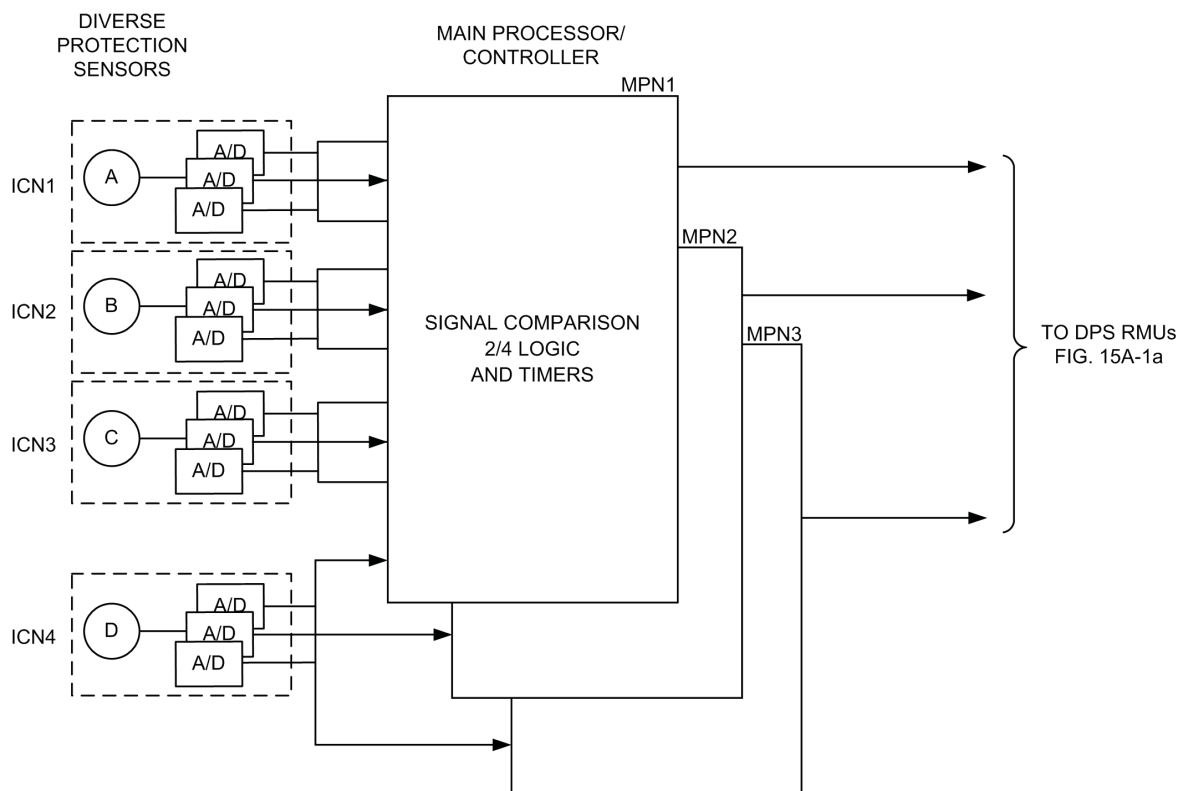 DIVERSE
PROTECTION
SENSORS
MAIN PROCESSOR/
CONTROLLER
MPN1
ICN1
A
A/D
A/D
A/D
MPN2
ICN2
B
A/D
A/D
A/D
SIGNAL COMPARISON
2/4 LOGIC
AND TIMERS
MPN3
TO DPS RMUs
FIG. 15A-1a
ICN3
C
A/D
A/D
A/D
ICN4
D
A/D
A/D
A/D